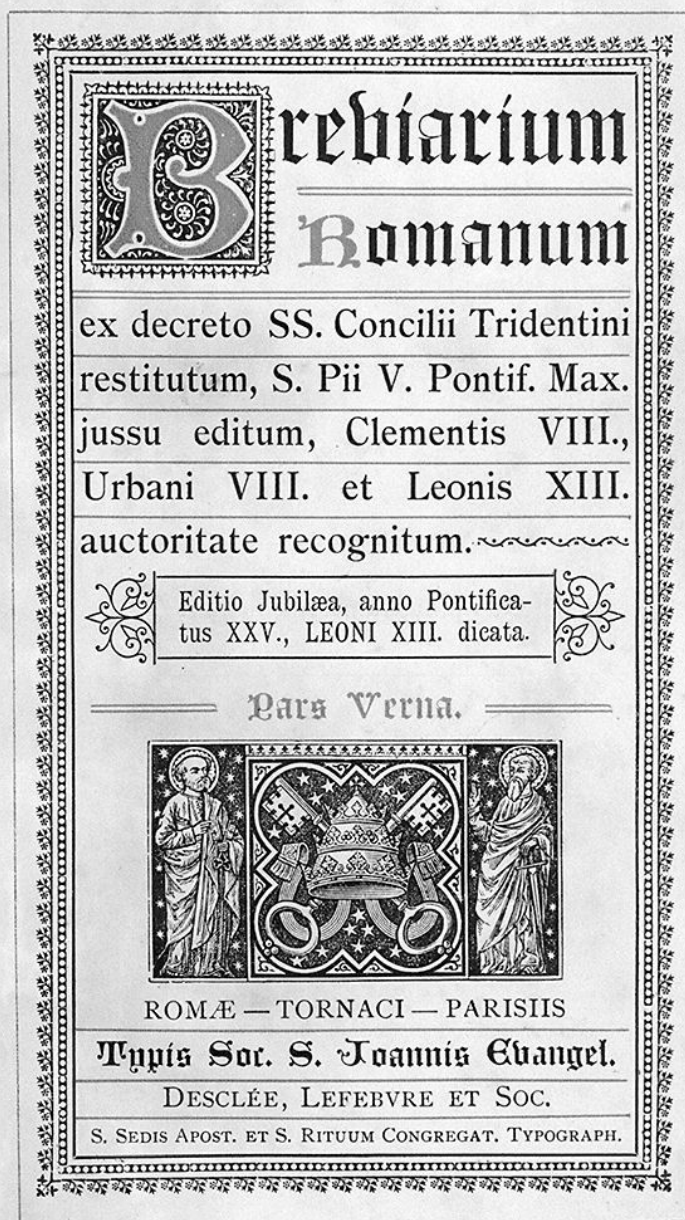 Breviarium
Romanum
ex decreto SS. Concilii Tridentini
restitutum, S. Pii V. Pontif. Max.
jussu editum, Clementis VIII.,
Urbani VIII. et Leonis XIII.
auctoritate recognitum.
Editio Jubilæa, anno Pontifica-
tus XXV., LEONI XIII. dicata.
Pars Verna.
ROMÆ — TORNACI — PARISIIS
Typis Soc. S. Joannis Evangel.
DESCLÉE, LEFEBVRE ET SOC.
S. SEDIS APOST. ET S. RITUUM CONGREGAT. TYPOGRAPH.